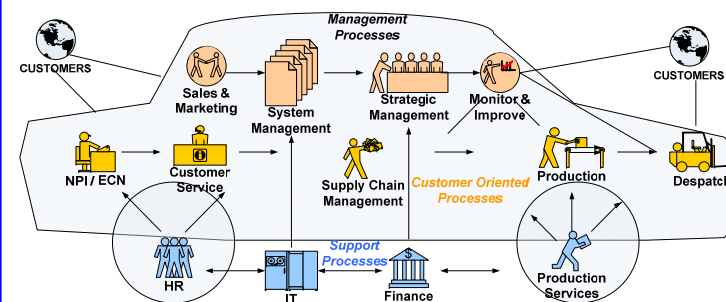 Management
Processes
CUSTOMERS
CUSTOMERS
Sales &
Marketing
System
Management
Strategic
Management
Monitor &
Improve
NPI / ECN
Customer
Service
Supply Chain
Management
Customer Oriented
Processes
Production
Despatc
HR
Support
Processes
IT
Finance
Production
Services